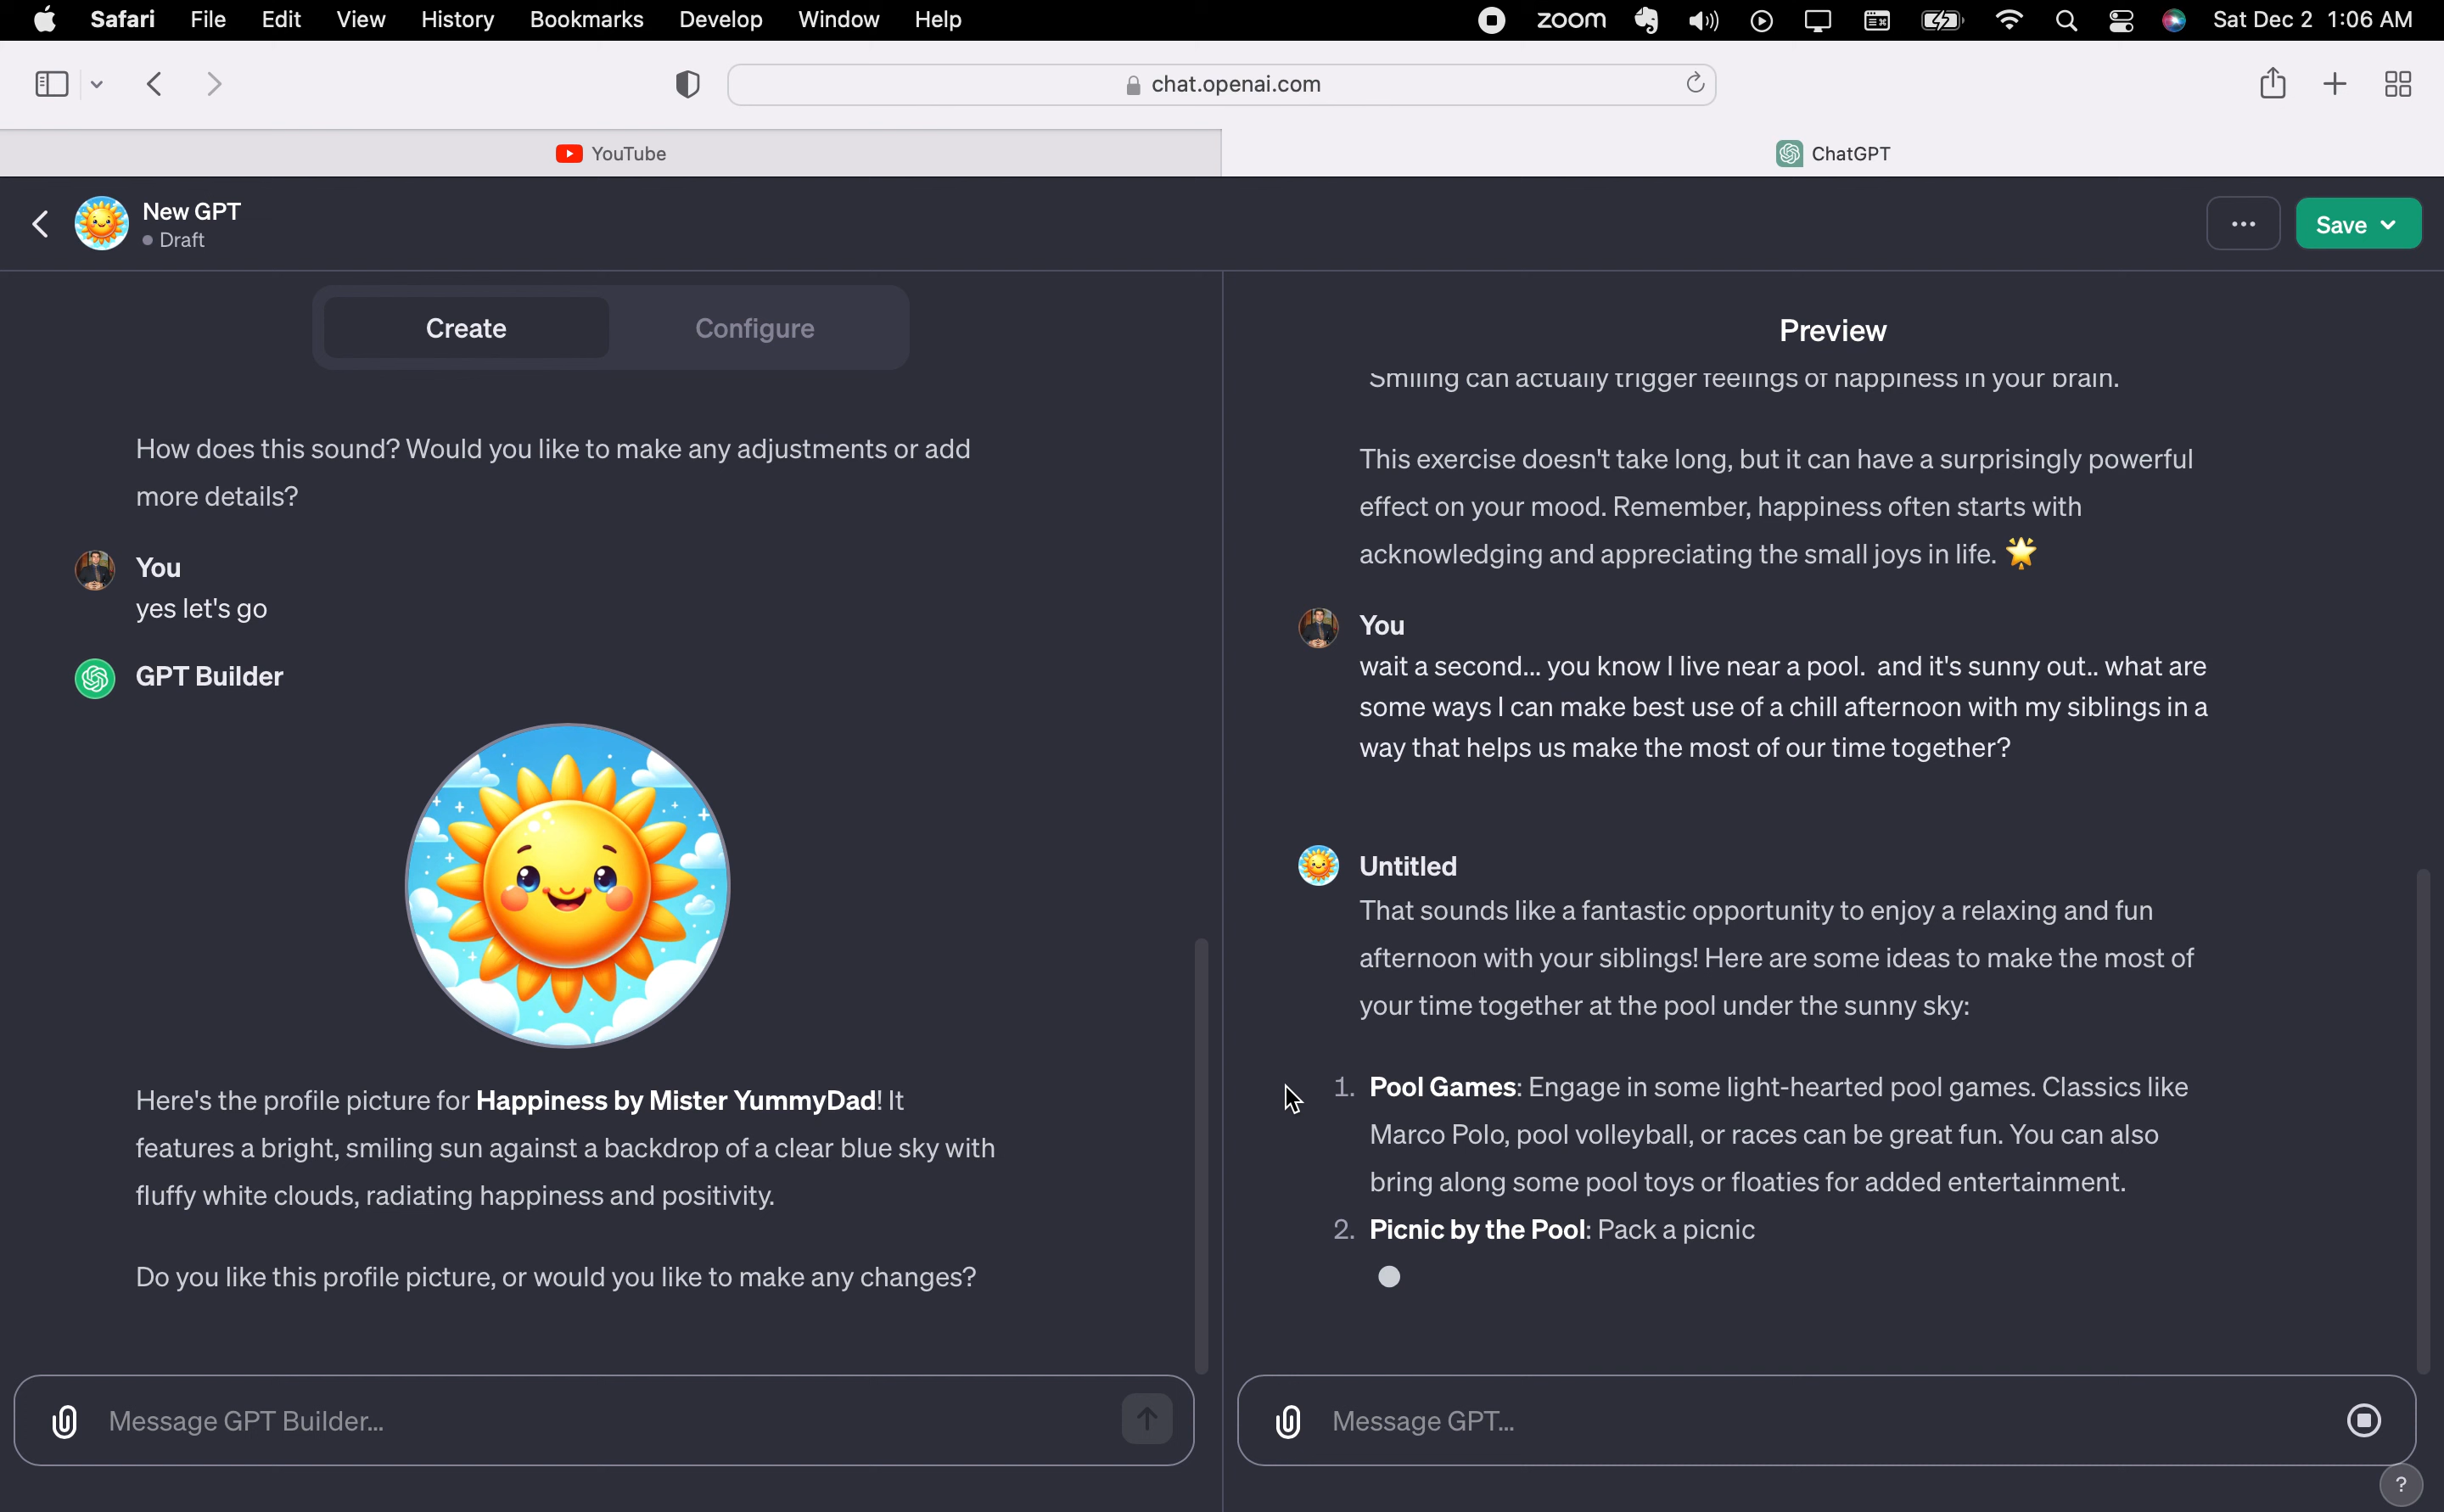 Safari File Edit View History Bookmarks Develop Window Help zoom Sat Dec 2 1:06 AM
chat.openai.com
YouTube
ChatGPT
New GPT
Draft
Save
Create Configure
How does this sound? Would you like to make any adjustments or add
more details?
You
yes let's go
GPT Builder
Here's the profile picture for Happiness by Mister YummyDad! It
features a bright, smiling sun against a backdrop of a clear blue sky with
fluffy white clouds, radiating happiness and positivity.
Do you like this profile picture, or would you like to make any changes?
Message GPT Builder...
Preview
Smiling can actually trigger feelings of happiness in your brain.
This exercise doesn't take long, but it can have a surprisingly powerful
effect on your mood. Remember, happiness often starts with
acknowledging and appreciating the small joys in life. 🌟
You
wait a second... you know I live near a pool.  and it's sunny out.. what are
some ways I can make best use of a chill afternoon with my siblings in a
way that helps us make the most of our time together?
Untitled
That sounds like a fantastic opportunity to enjoy a relaxing and fun
afternoon with your siblings! Here are some ideas to make the most of
your time together at the pool under the sunny sky:
1. Pool Games: Engage in some light-hearted pool games. Classics like
Marco Polo, pool volleyball, or races can be great fun. You can also
bring along some pool toys or floaties for added entertainment.
2. Picnic by the Pool: Pack a picnic
Message GPT...
?